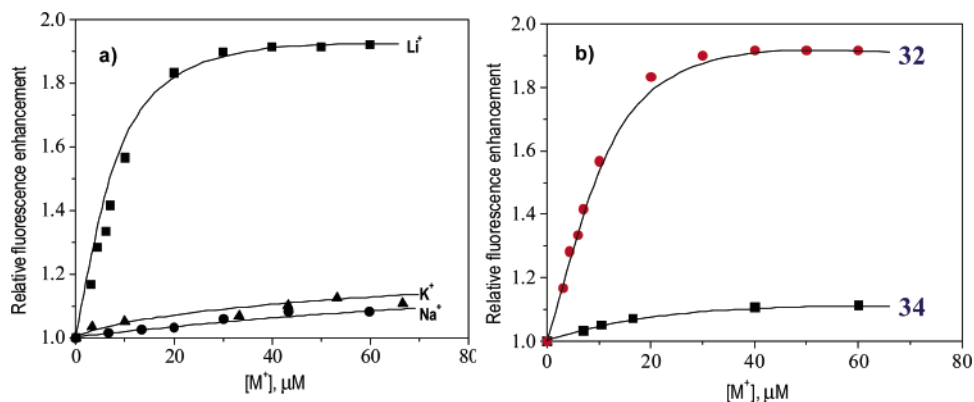 Relative fluorescence enhancement
2.0
1.8
1.6
1.4
1.2
1.0
a)
Li+
K+
Na+
0
20
40
60
80
[M+], μM
Relative fluorescence enhancement
2.0
1.8
1.6
1.4
1.2
1.0
b)
32
34
0
20
40
60
80
[M+], μM